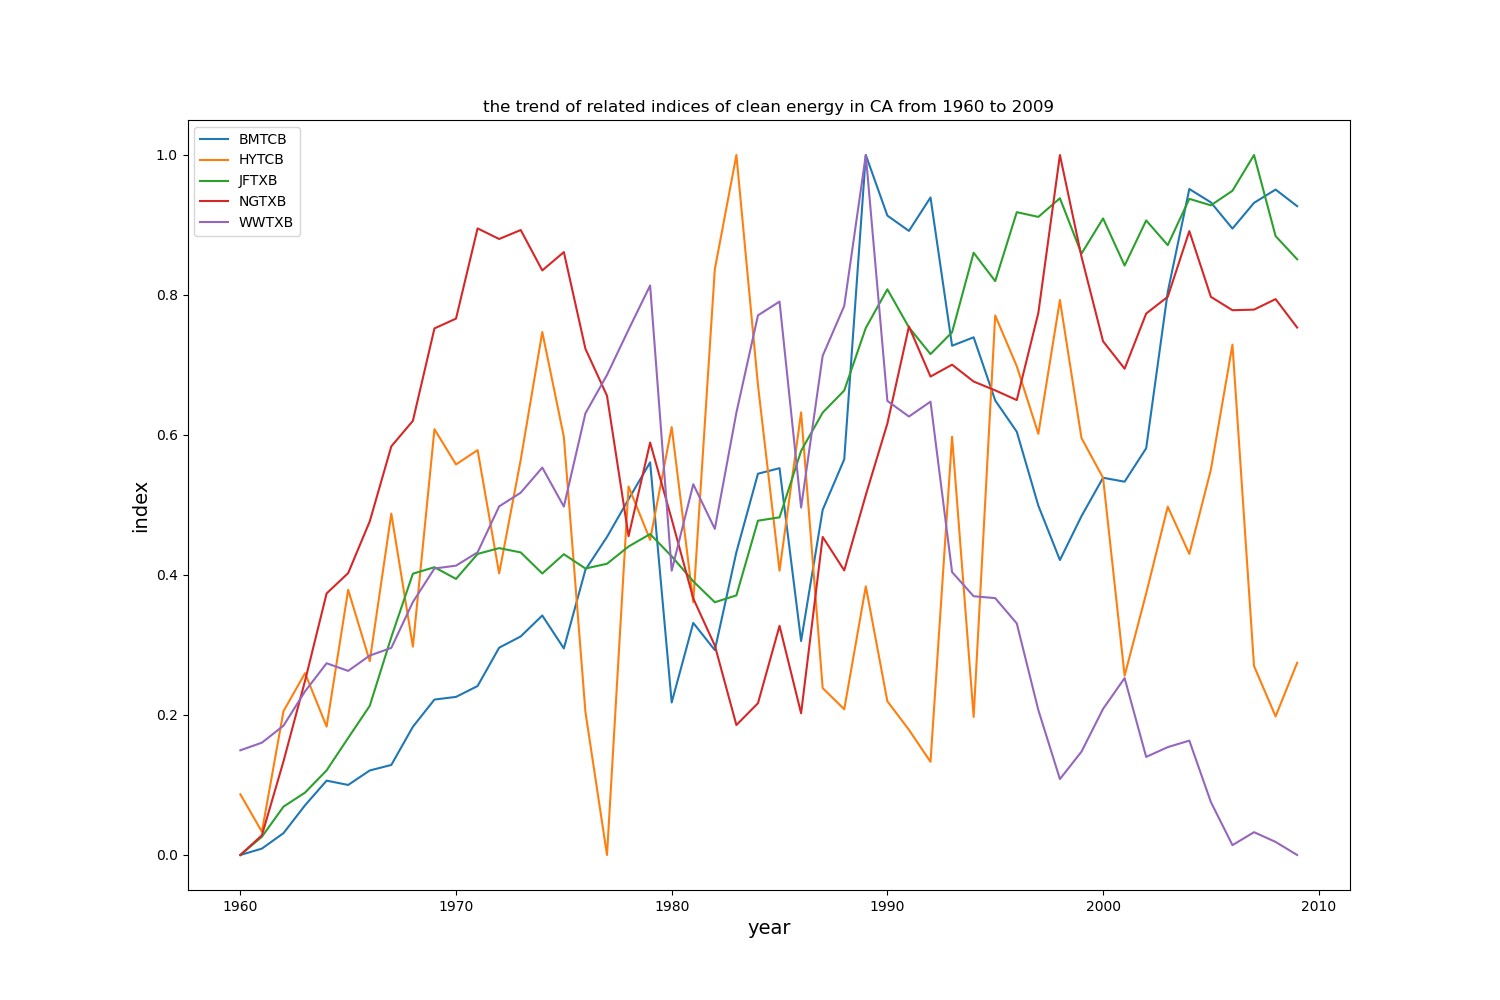 the trend of related indices of clean energy in CA from 1960 to 2009
BMTCB
HYTCB
JFTXB
NGTXB
WWTXB
1.0
0.8
0.6
0.4
0.2
0.0
index
1960 1970 1980 1990 2000 2010
year